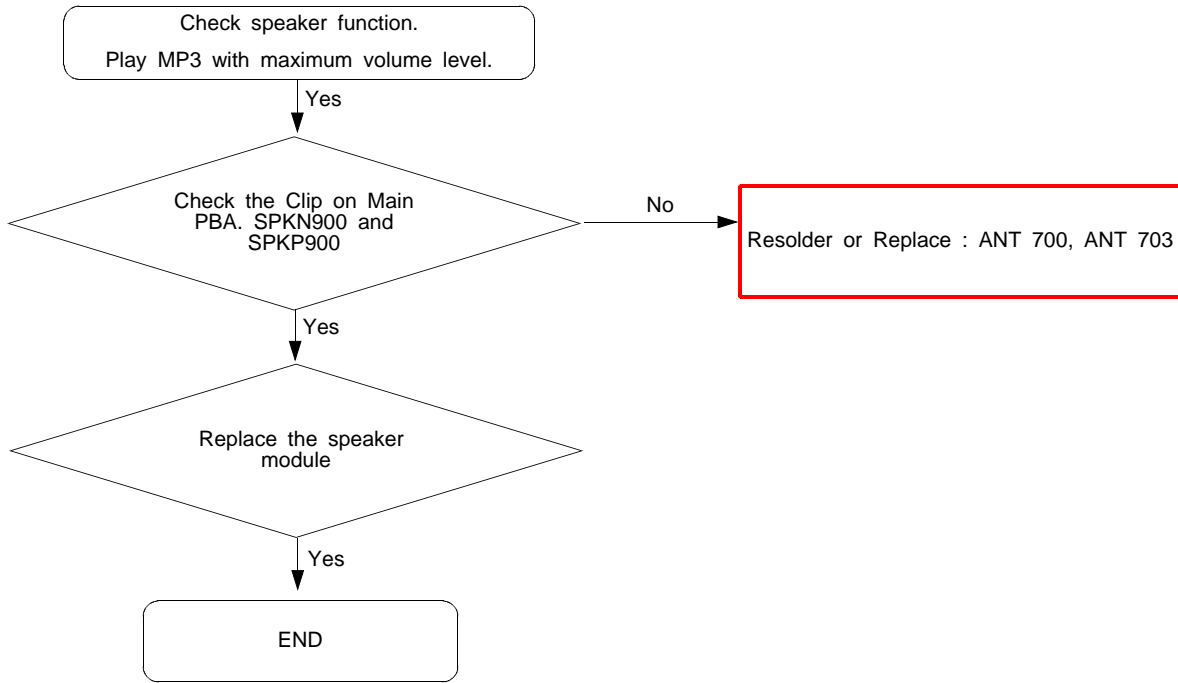 Check speaker function.
Play MP3 with maximum volume level.
Yes
Check the Clip on Main
PBA. SPKN900 and
SPKP900
No
Resolder or Replace : ANT 700, ANT 703
Yes
Replace the speaker
module
Yes
END